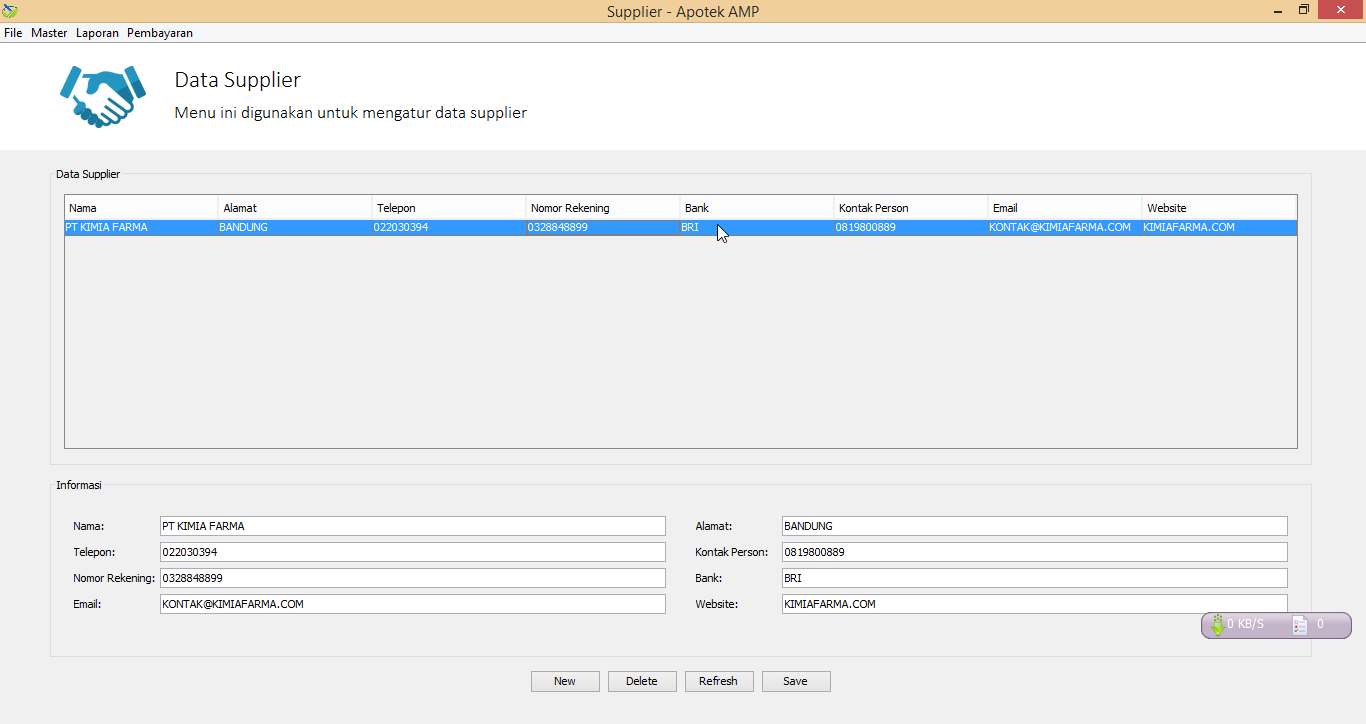 Supplier - Apotek AMP
File Master Laporan Pembayaran
Data Supplier
Menu ini digunakan untuk mengatur data supplier
Data Supplier
Nama Alamat Telepon Nomor Rekening Bank Kontak Person Email Website
PT KIMIA FARMA BANDUNG 022030394 0328848899 BRI 0819800889 KONTAK@KIMIAFARMA.COM KIMIAFARMA.COM
Informasi
Nama: PT KIMIA FARMA Alamat: BANDUNG
Telepon: 022030394 Kontak Person: 0819800889
Nomor Rekening: 0328848899 Bank: BRI
Email: KONTAK@KIMIAFARMA.COM Website: KIMIAFARMA.COM
0 KB/S 0
New Delete Refresh Save